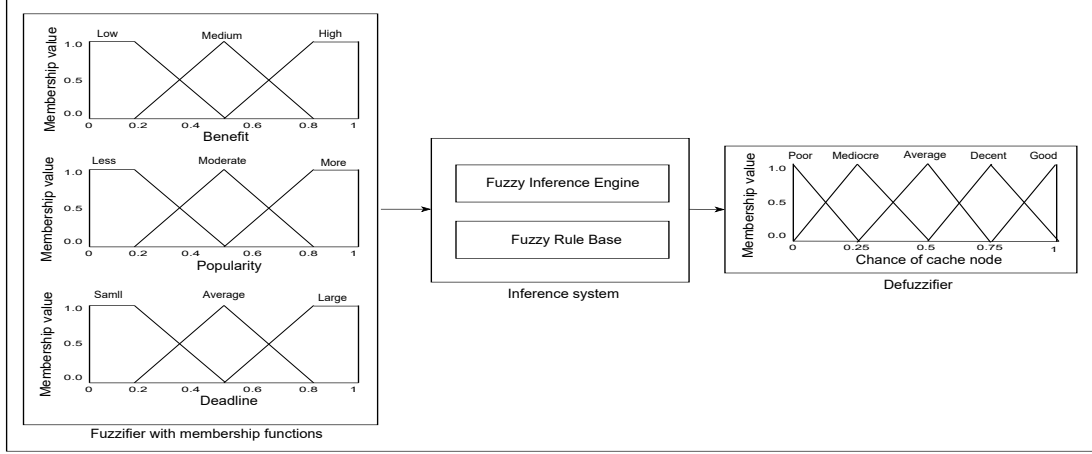 Low Medium High
Membership value
1.0
0.5
0.0
0 0.2 0.4 0.6 0.8 1
Benefit
Less Moderate More
Membership value
1.0
0.5
0.0
0 0.2 0.4 0.6 0.8 1
Popularity
Samll Average Large
Membership value
1.0
0.5
0.0
0 0.2 0.4 0.6 0.8 1
Deadline
Fuzzifier with membership functions
Fuzzy Inference Engine
Fuzzy Rule Base
Inference system
Poor Mediocre Average Decent Good
Membership value
1.0
0.5
0.0
0 0.25 0.5 0.75 1
Chance of cache node
Defuzzifier